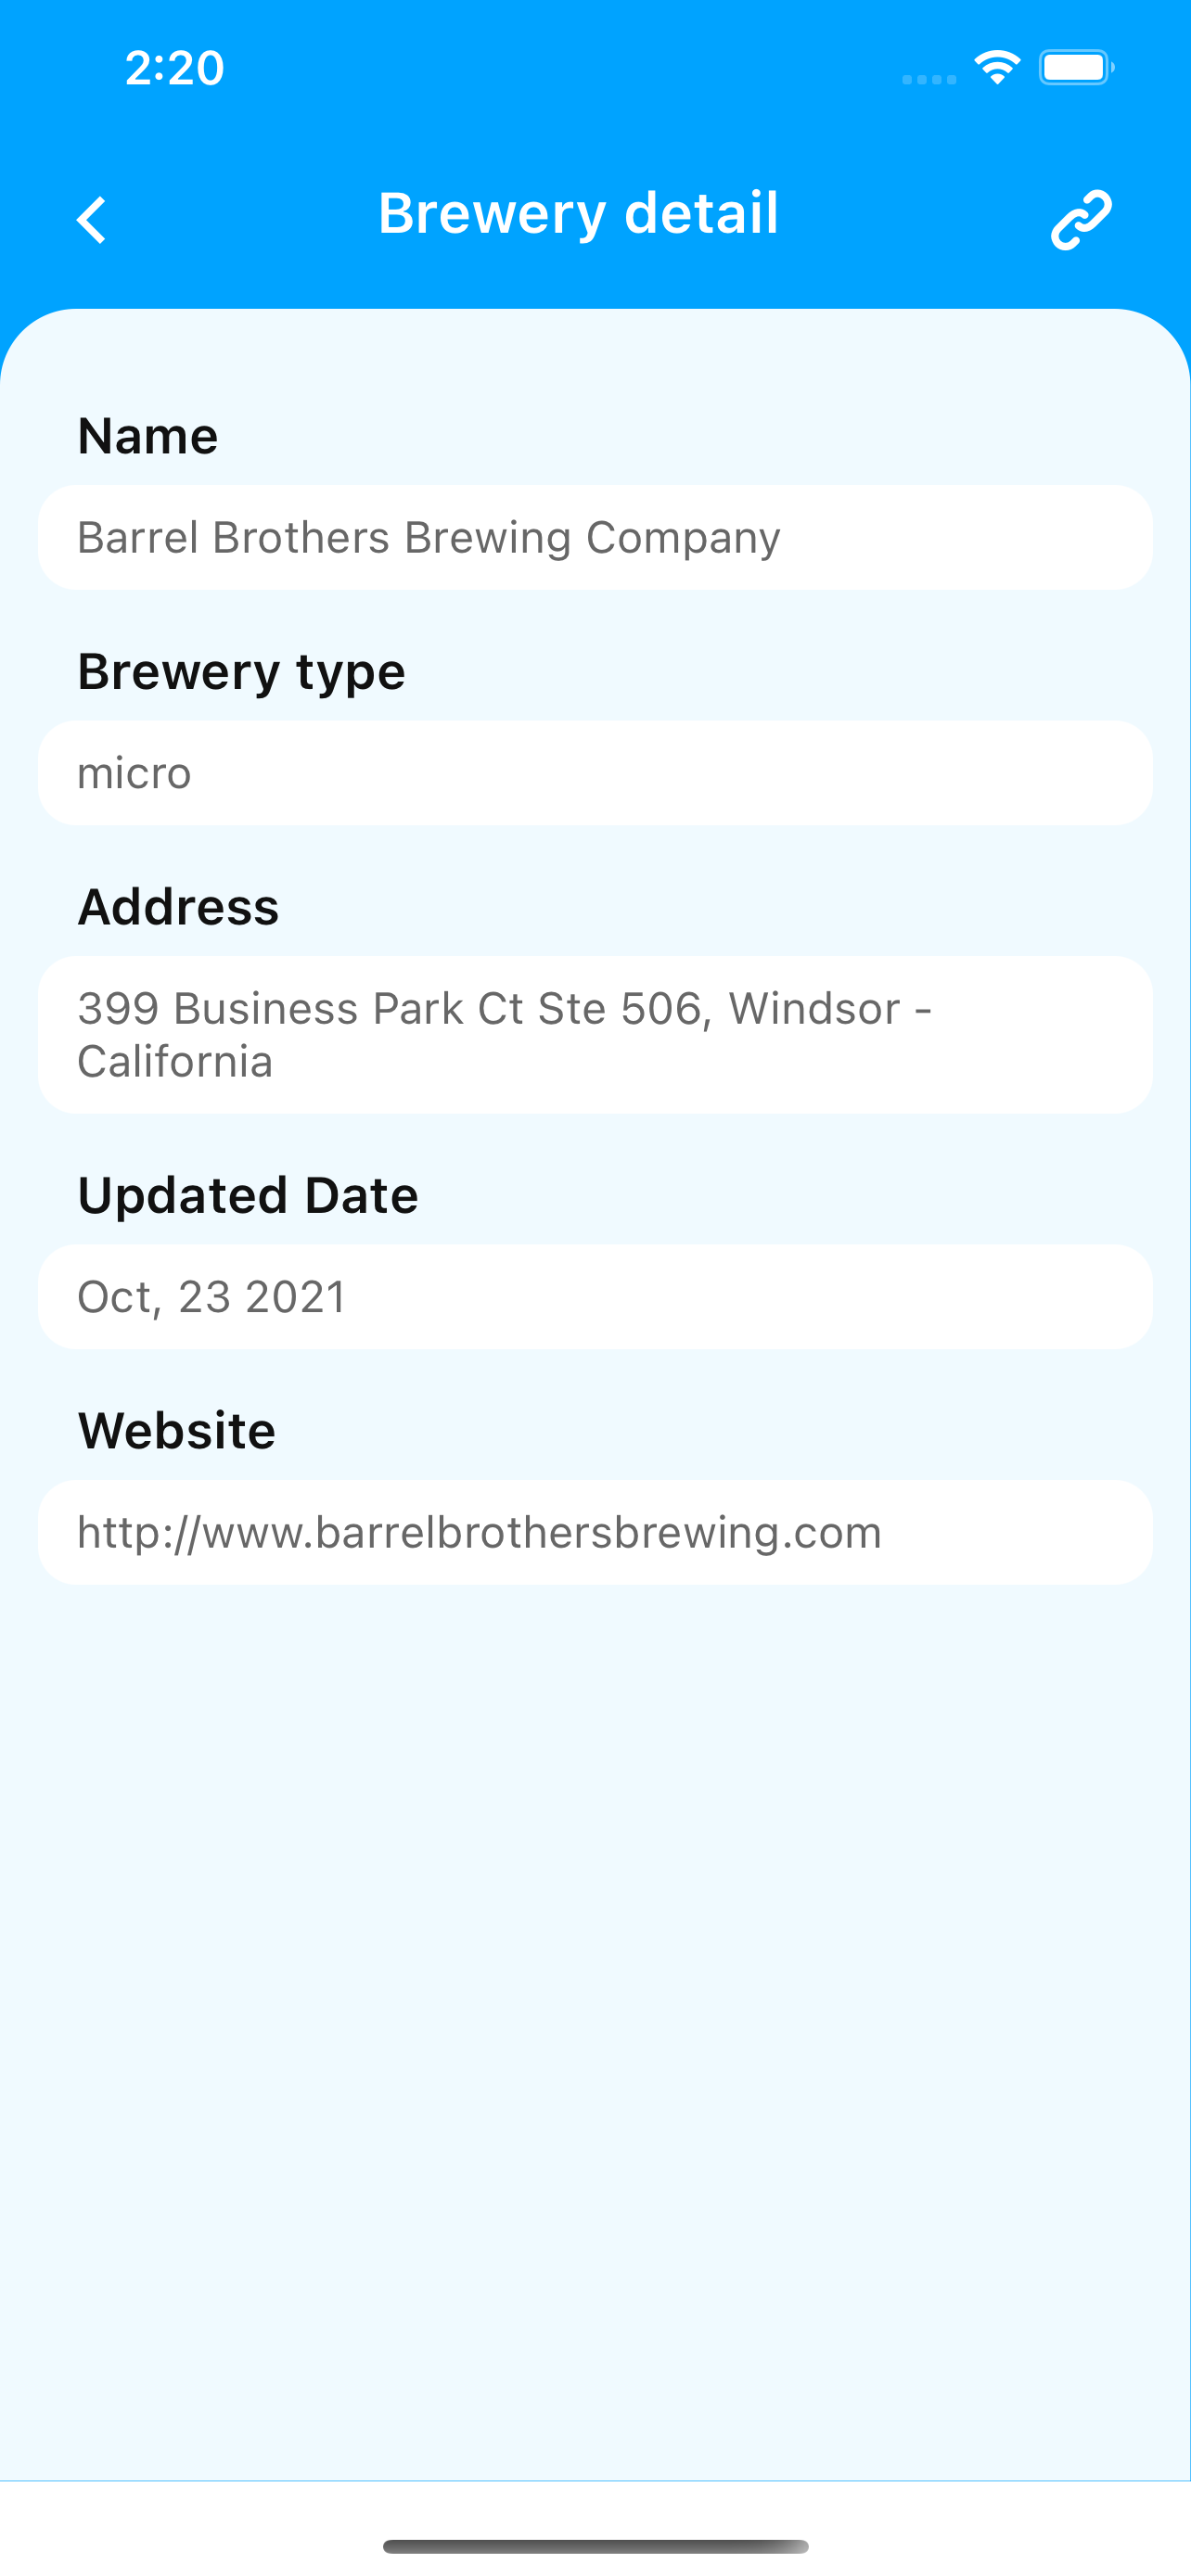 2:20
Brewery detail
Name
Barrel Brothers Brewing Company
Brewery type
micro
Address
399 Business Park Ct Ste 506, Windsor -
California
Updated Date
Oct, 23 2021
Website
http://www.barrelbrothersbrewing.com